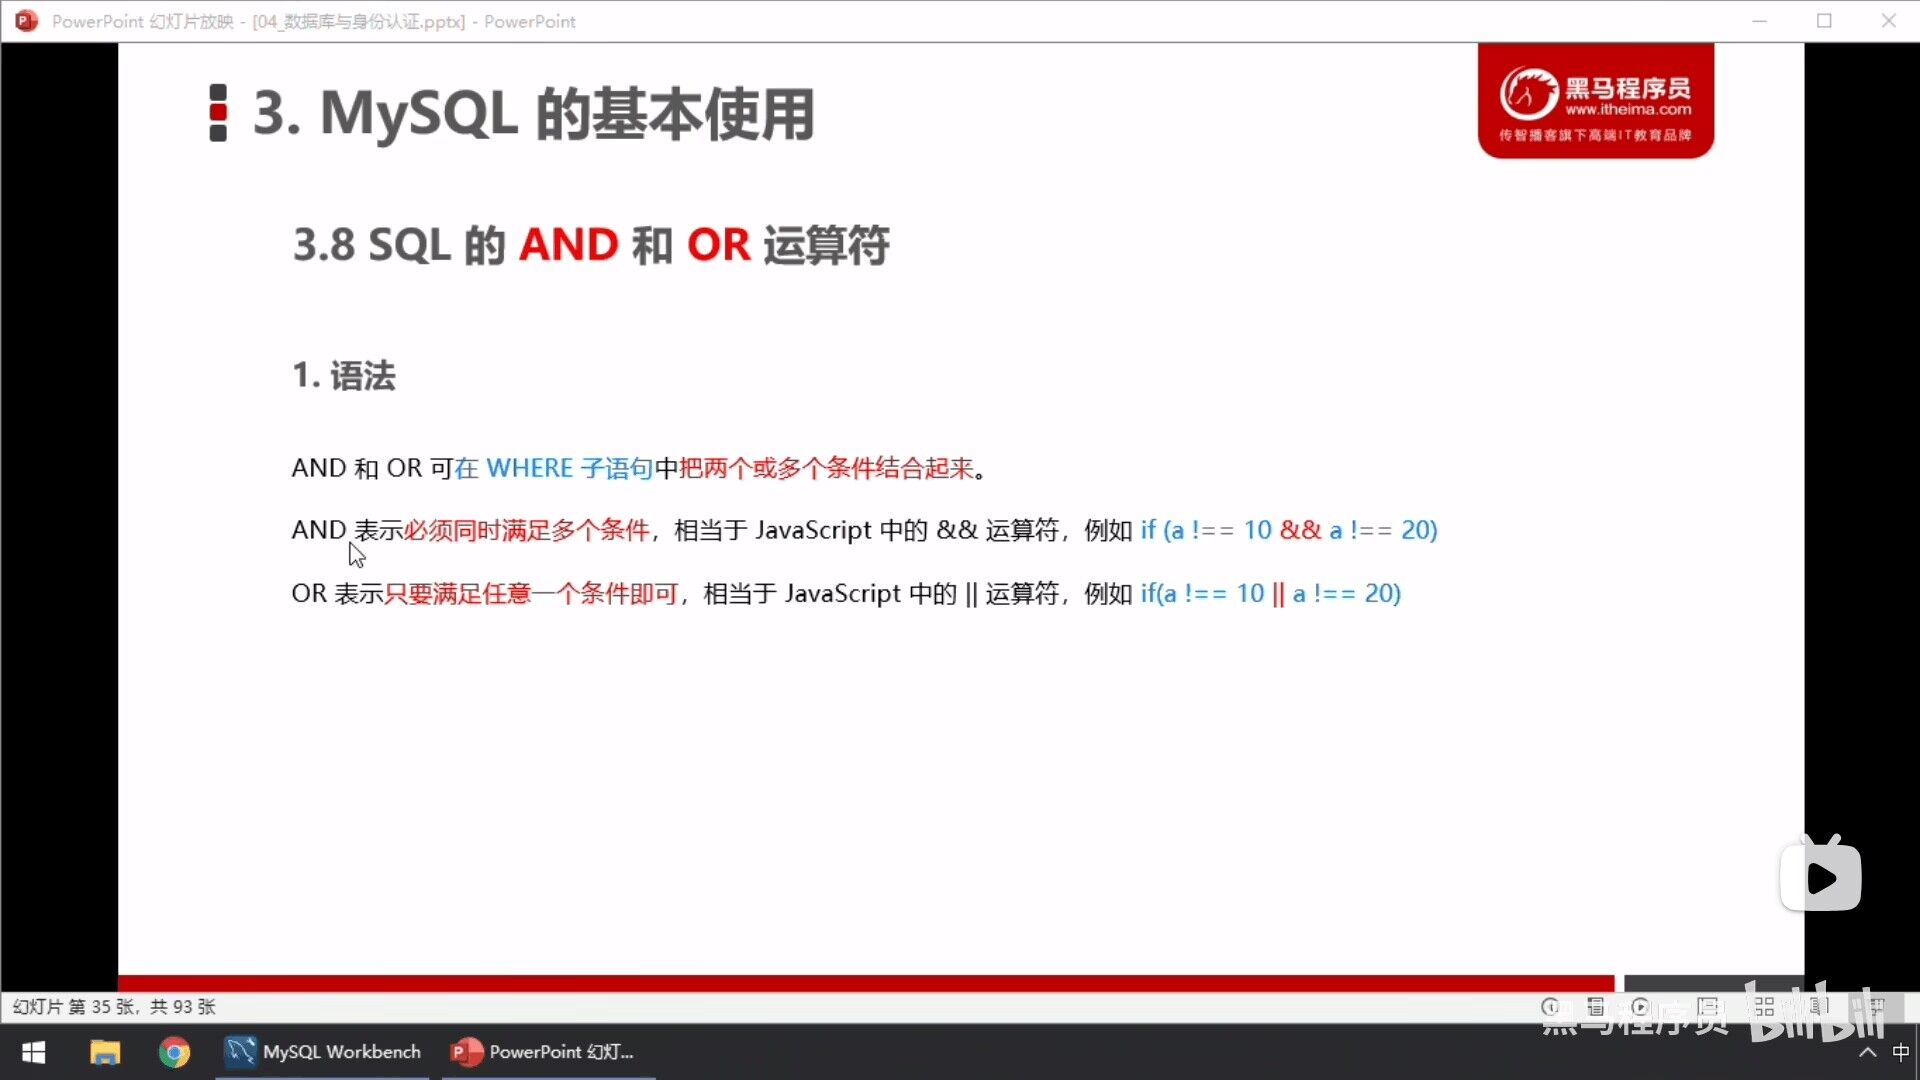 PowerPoint 幻灯片放映 - [04_数据库与身份认证.pptx] - PowerPoint
3. MySQL 的基本使用
黑马程序员
www.itheima.com
传智播客旗下高端IT教育品牌
3.8 SQL 的 AND 和 OR 运算符
1. 语法
AND 和 OR 可在 WHERE 子语句中把两个或多个条件结合起来。
AND 表示必须同时满足多个条件，相当于 JavaScript 中的 && 运算符，例如 if (a !== 10 && a !== 20)
OR 表示只要满足任意一个条件即可，相当于 JavaScript 中的 || 运算符，例如 if(a !== 10 || a !== 20)
幻灯片 第 35 张，共 93 张
黑马程序员 bilibili
MySQL Workbench
PowerPoint 幻灯...
中